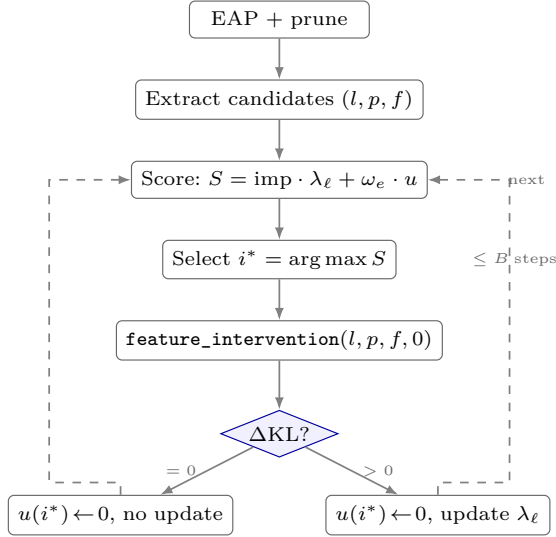 EAP + prune
Extract candidates (l, p, f)
Score: S = imp · λ_ℓ + ω_e · u
next
Select i* = arg max S
≤ B steps
feature_intervention(l, p, f, 0)
ΔKL?
= 0
> 0
u(i*) ← 0, no update
u(i*) ← 0, update λ_ℓ